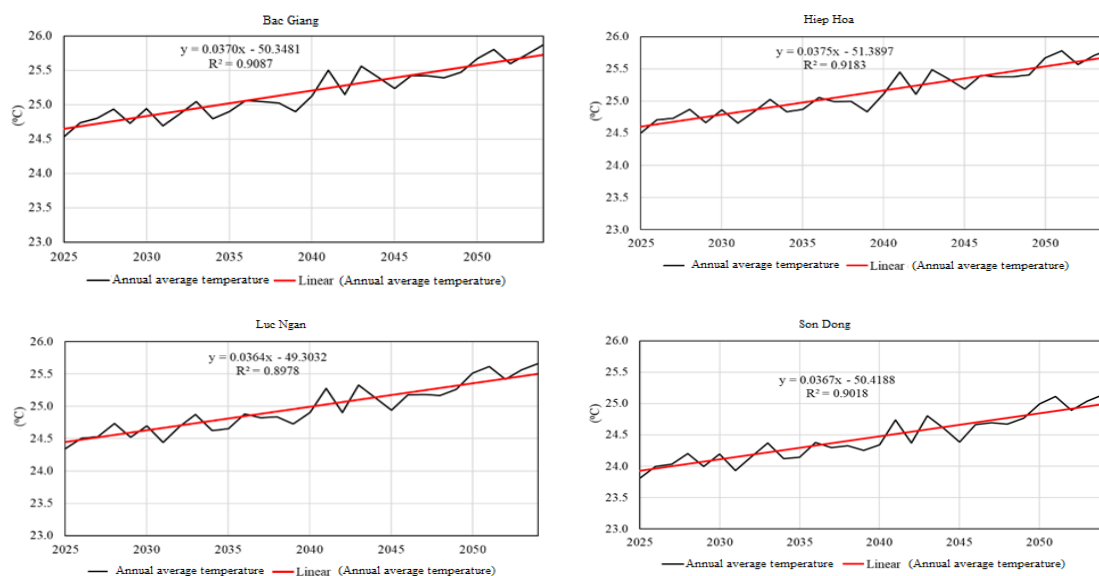 Bac Giang
y = 0.0370x - 50.3481
R² = 0.9087
(⁰C)
26.0
25.5
25.0
24.5
24.0
23.5
23.0
2025 2030 2035 2040 2045 2050
Annual average temperature Linear (Annual average temperature)
Hiep Hoa
y = 0.0375x - 51.3897
R² = 0.9183
(⁰C)
26.0
25.5
25.0
24.5
24.0
23.5
23.0
2025 2030 2035 2040 2045 2050
Annual average temperature Linear (Annual average temperature)
Luc Ngan
y = 0.0364x - 49.3032
R² = 0.8978
(⁰C)
26.0
25.5
25.0
24.5
24.0
23.5
23.0
2025 2030 2035 2040 2045 2050
Annual average temperature Linear (Annual average temperature)
Son Dong
y = 0.0367x - 50.4188
R² = 0.9018
(⁰C)
26.0
25.5
25.0
24.5
24.0
23.5
23.0
2025 2030 2035 2040 2045 2050
Annual average temperature Linear (Annual average temperature)